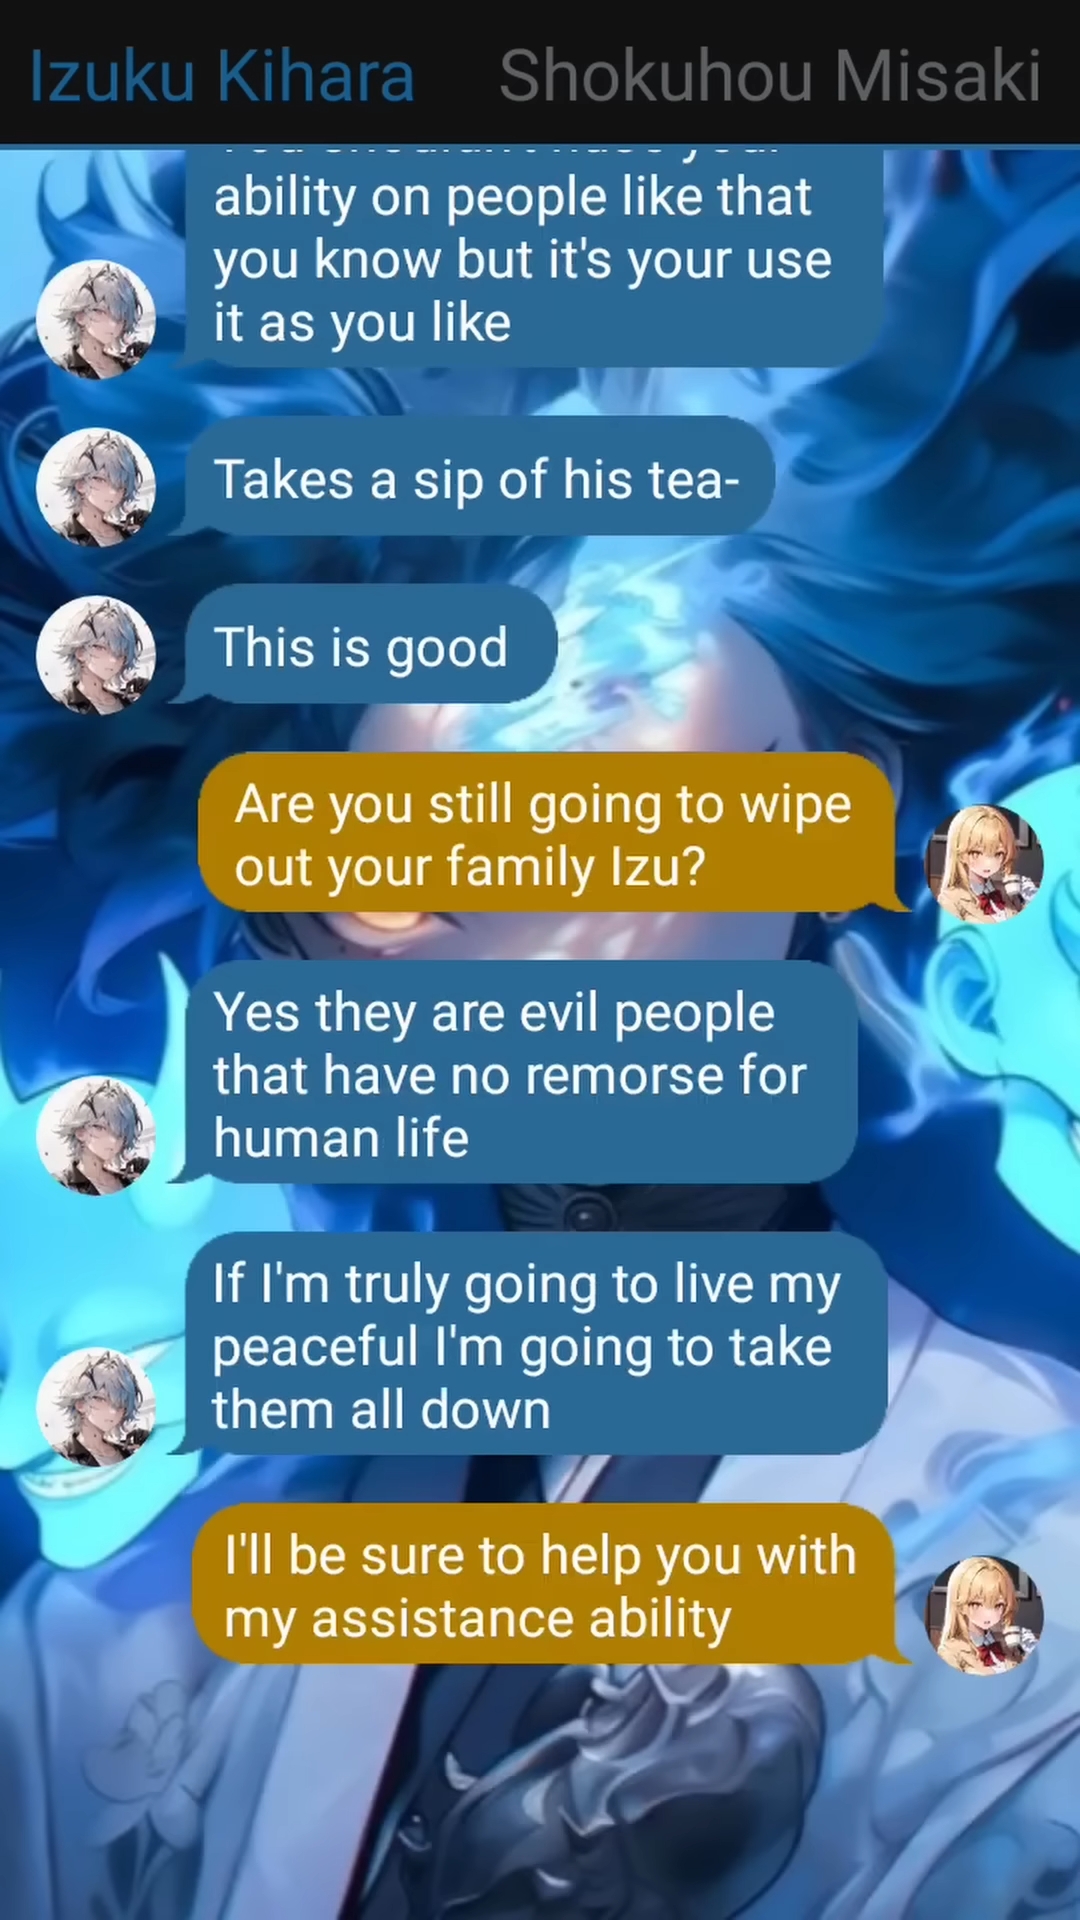 Izuku Kihara Shokuhou Misaki
ability on people like that
you know but it's your use
it as you like
Takes a sip of his tea-
This is good
Are you still going to wipe
out your family Izu?
Yes they are evil people
that have no remorse for
human life
If I'm truly going to live my
peaceful I'm going to take
them all down
I'll be sure to help you with
my assistance ability